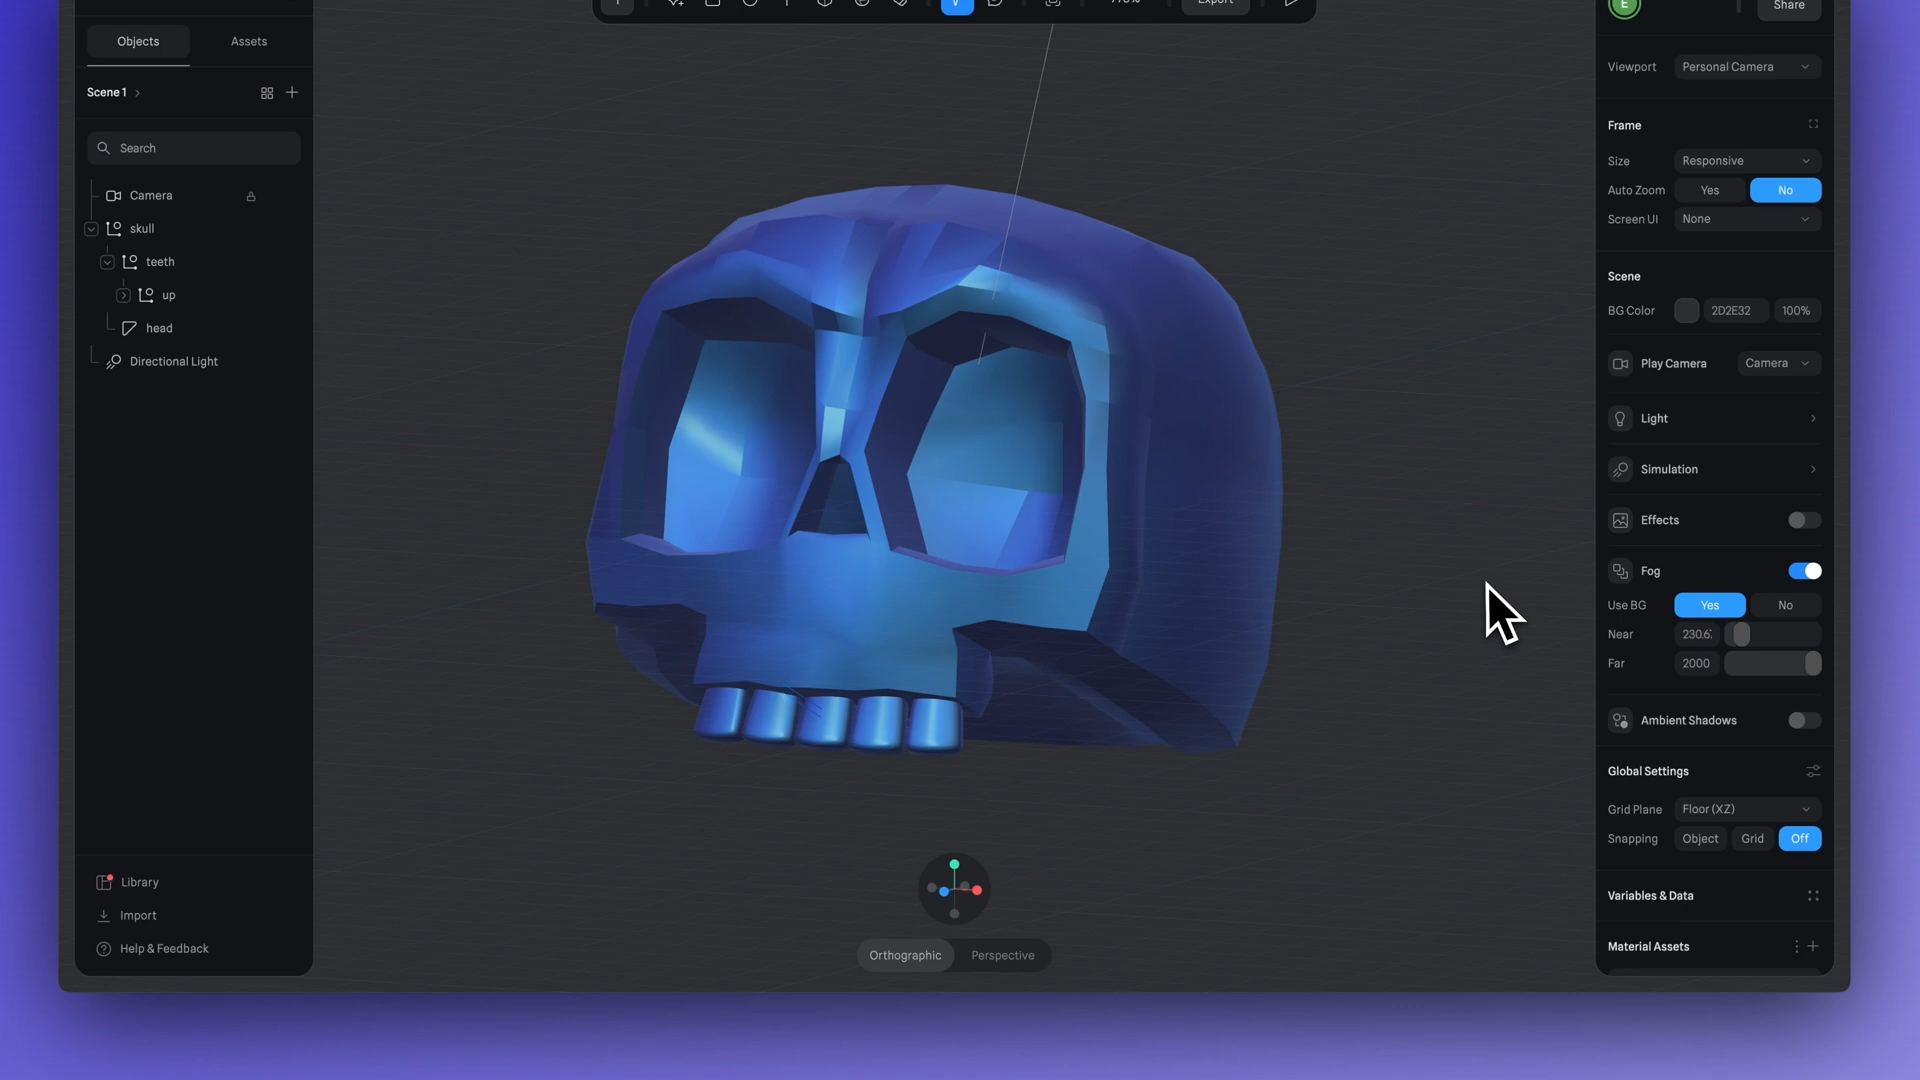 Export
E
Share
Objects
Assets
Viewport
Personal Camera
Scene 1
Frame
Search
Size
Responsive
Auto Zoom
Yes
No
Camera
Screen UI
None
skull
teeth
Scene
up
BG Color
2D2E32
100%
head
Directional Light
Play Camera
Camera
Light
Simulation
Effects
Fog
Use BG
Yes
No
Near
230.6
Far
2000
Ambient Shadows
Global Settings
Grid Plane
Floor (XZ)
Snapping
Object
Grid
Off
Library
Variables & Data
Import
Help & Feedback
Material Assets
Orthographic
Perspective